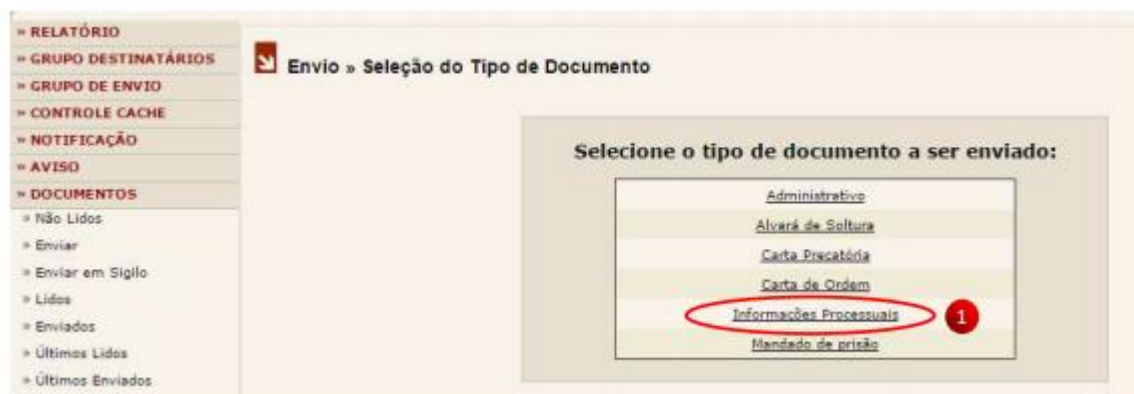 » RELATÓRIO
» GRUPO DESTINATÁRIOS
» GRUPO DE ENVIO
» CONTROLE CACHE
» NOTIFICAÇÃO
» AVISO
» DOCUMENTOS
» Não Lidos
» Enviar
» Enviar em Sigilo
» Lidos
» Enviados
» Últimos Lidos
» Últimos Enviados
Envio » Seleção do Tipo de Documento
Selecione o tipo de documento a ser enviado:
Administrativo
Alvará de Soltura
Carta Precatória
Carta de Ordem
Informações Processuais 1
Mandado de prisão